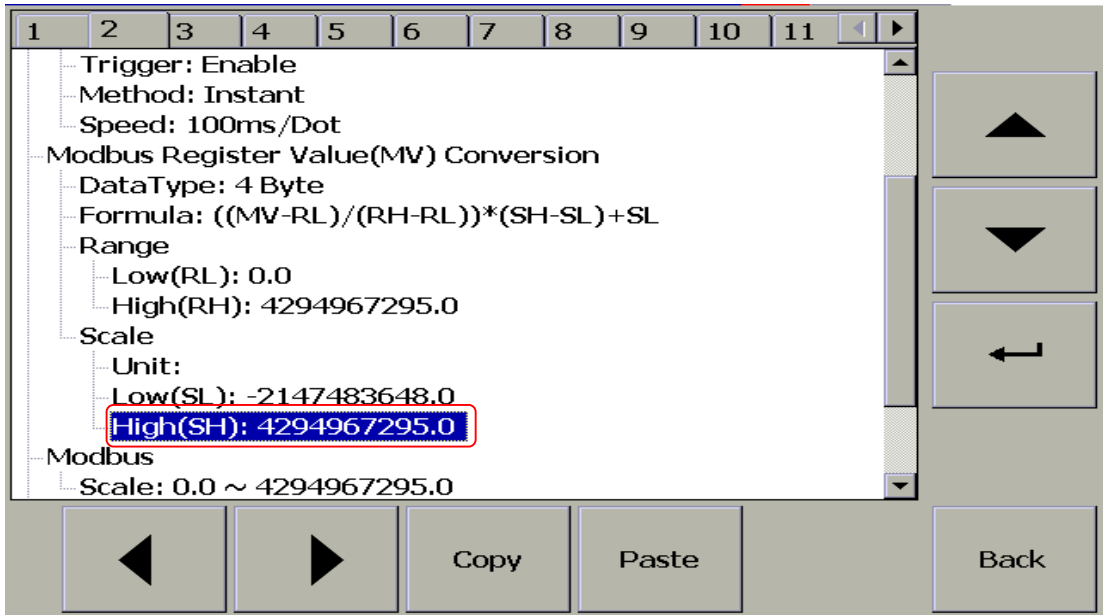 1 2 3 4 5 6 7 8 9 10 11
Trigger: Enable
Method: Instant
Speed: 100ms/Dot
Modbus Register Value(MV) Conversion
DataType: 4 Byte
Formula: ((MV-RL)/(RH-RL))*(SH-SL)+SL
Range
Low(RL): 0.0
High(RH): 4294967295.0
Scale
Unit:
Low(SL): -2147483648.0
High(SH): 4294967295.0
Modbus
Scale: 0.0 ~ 4294967295.0
Copy Paste Back